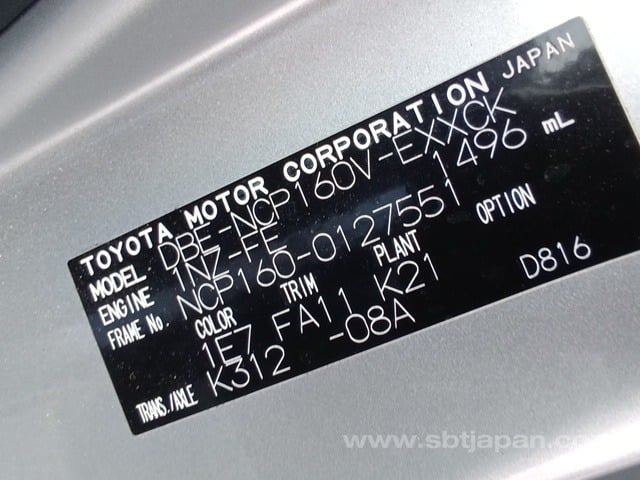 TOYOTA MOTOR CORPORATION JAPAN
MODEL DBE-NCP160V-EXXCK
ENGINE 1NZ-FE 1496 mL
FRAME No. NCP160-0127551
COLOR TRIM PLANT OPTION
1E7 FA11 K21
TRANS./AXLE K312 -08A D816
www.sbtjapan.co